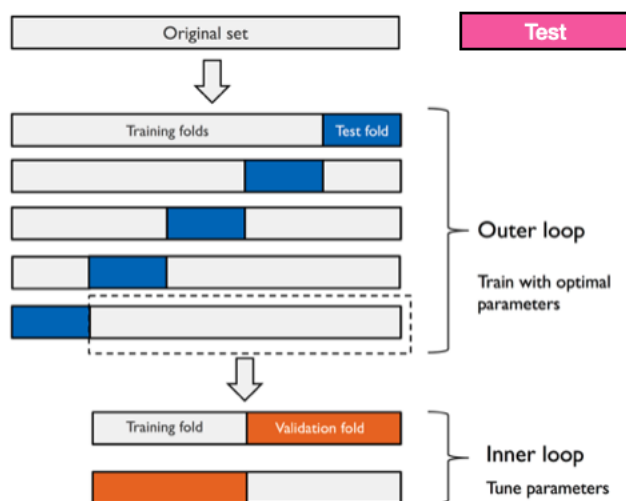 Original set
Test
Training folds
Test fold
Outer loop
Train with optimal
parameters
Training fold
Validation fold
Inner loop
Tune parameters